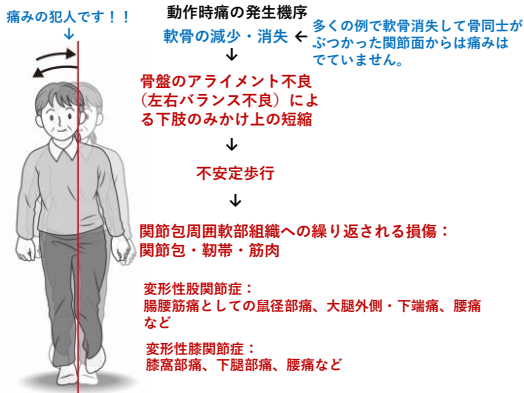 痛みの犯人です！！
↓
動作時痛の発生機序
軟骨の減少・消失 ←
多くの例で軟骨消失して骨同士が
ぶつかった関節面からは痛みは
でていません。
↓
骨盤のアライメント不良
（左右バランス不良）によ
る下肢のみかけ上の短縮
↓
不安定歩行
↓
関節包周囲軟部組織への繰り返される損傷：
関節包・靭帯・筋肉
変形性股関節症：
腸腰筋痛としての鼠径部痛、大腿外側・下端痛、腰痛
など
変形性膝関節症：
膝窩部痛、下腿部痛、腰痛など